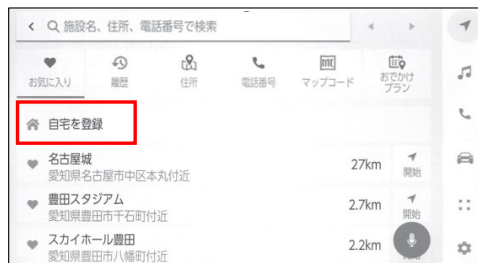 施設名、住所、電話番号で検索
お気に入り
履歴
住所
電話番号
マップコード
おでかけ
プラン
自宅を登録
名古屋城
愛知県名古屋市中区本丸付近
27km
開始
豊田スタジアム
愛知県豊田市千石町付近
2.7km
開始
スカイホール豊田
愛知県豊田市八幡町付近
2.2km